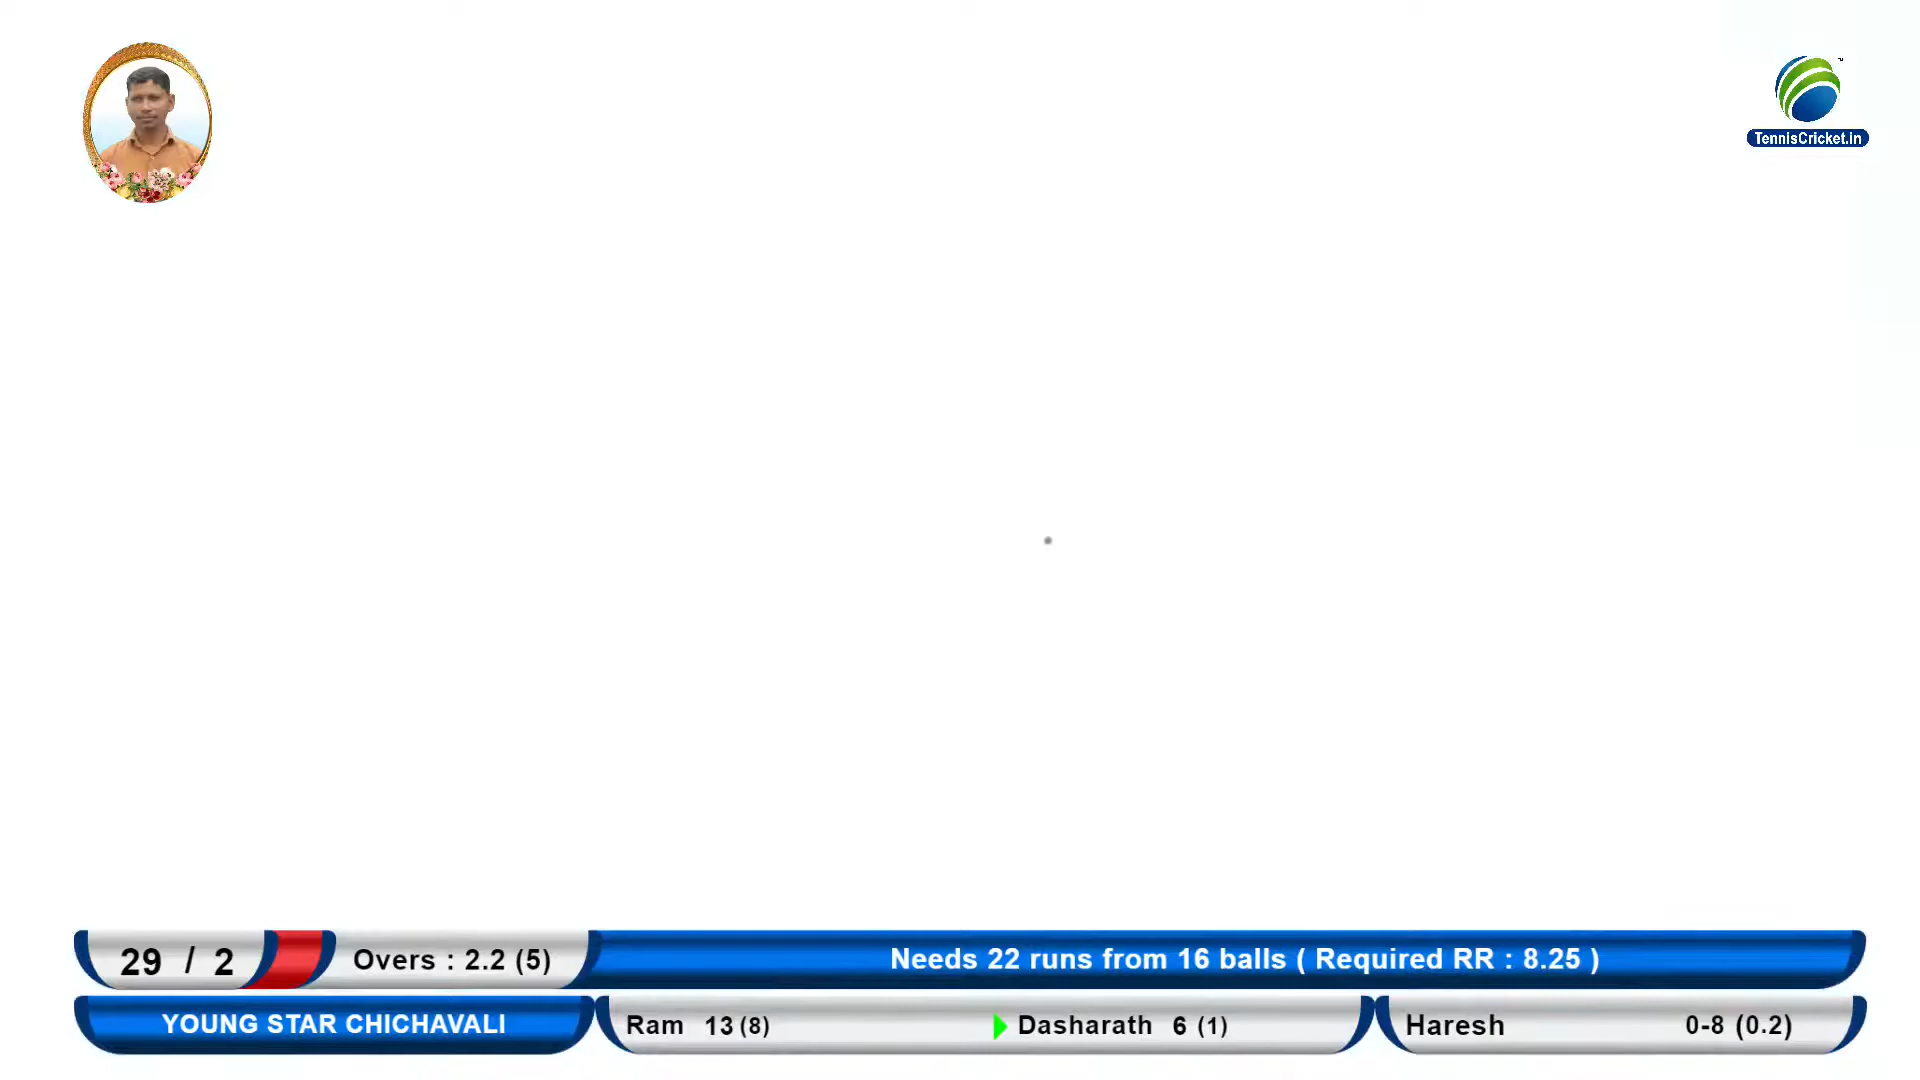 TennisCricket.in
29 / 2 Overs : 2.2 (5) Needs 22 runs from 16 balls ( Required RR : 8.25 )
YOUNG STAR CHICHAVALI Ram 13 (8) Dasharath 6 (1) Haresh 0-8 (0.2)